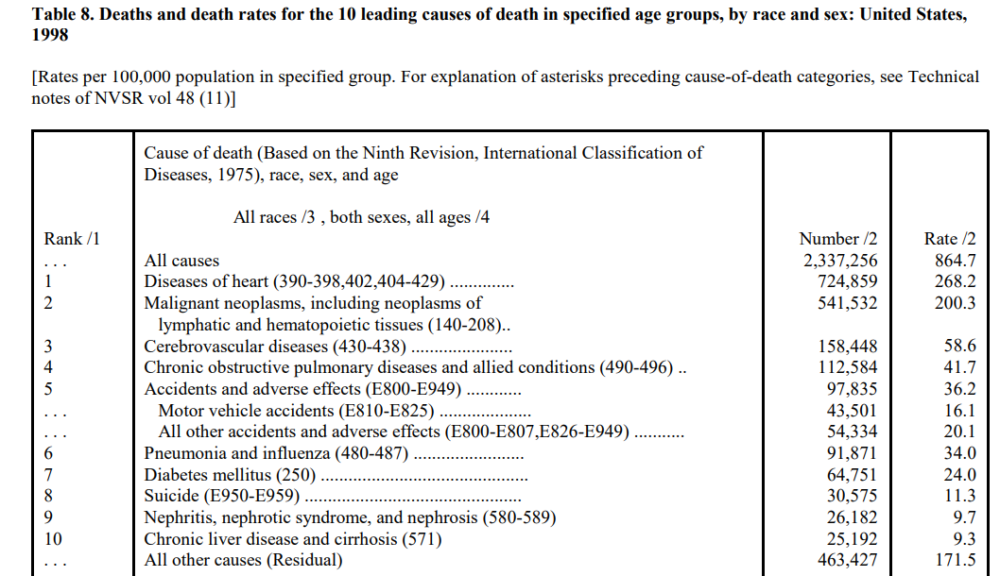 Table 8. Deaths and death rates for the 10 leading causes of death in specified age groups, by race and sex: United States,
1998
[Rates per 100,000 population in specified group. For explanation of asterisks preceding cause-of-death categories, see Technical
notes of NVSR vol 48 (11)]
Cause of death (Based on the Ninth Revision, International Classification of
Diseases, 1975), race, sex, and age
All races /3 , both sexes, all ages /4
Rank /1 Number /2 Rate /2
. . . All causes 2,337,256 864.7
1 Diseases of heart (390-398,402,404-429) .............. 724,859 268.2
2 Malignant neoplasms, including neoplasms of 541,532 200.3
lymphatic and hematopoietic tissues (140-208)..
3 Cerebrovascular diseases (430-438) ...................... 158,448 58.6
4 Chronic obstructive pulmonary diseases and allied conditions (490-496) .. 112,584 41.7
5 Accidents and adverse effects (E800-E949) ............ 97,835 36.2
. . . Motor vehicle accidents (E810-E825) .................... 43,501 16.1
. . . All other accidents and adverse effects (E800-E807,E826-E949) ........... 54,334 20.1
6 Pneumonia and influenza (480-487) ........................ 91,871 34.0
7 Diabetes mellitus (250) ............................................. 64,751 24.0
8 Suicide (E950-E959) ............................................... 30,575 11.3
9 Nephritis, nephrotic syndrome, and nephrosis (580-589) 26,182 9.7
10 Chronic liver disease and cirrhosis (571) 25,192 9.3
. . . All other causes (Residual) 463,427 171.5